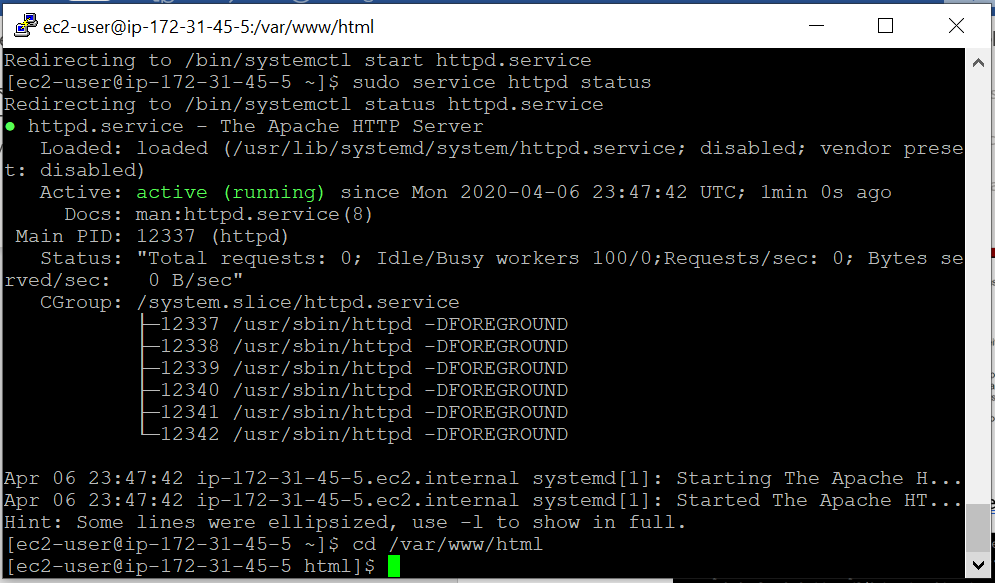 ec2-user@ip-172-31-45-5:/var/www/html
Redirecting to /bin/systemctl start httpd.service
[ec2-user@ip-172-31-45-5 ~]$ sudo service httpd status
Redirecting to /bin/systemctl status httpd.service
● httpd.service - The Apache HTTP Server
   Loaded: loaded (/usr/lib/systemd/system/httpd.service; disabled; vendor prese
t: disabled)
   Active: active (running) since Mon 2020-04-06 23:47:42 UTC; 1min 0s ago
     Docs: man:httpd.service(8)
 Main PID: 12337 (httpd)
   Status: "Total requests: 0; Idle/Busy workers 100/0;Requests/sec: 0; Bytes se
rved/sec:   0 B/sec"
   CGroup: /system.slice/httpd.service
           ├─12337 /usr/sbin/httpd -DFOREGROUND
           ├─12338 /usr/sbin/httpd -DFOREGROUND
           ├─12339 /usr/sbin/httpd -DFOREGROUND
           ├─12340 /usr/sbin/httpd -DFOREGROUND
           ├─12341 /usr/sbin/httpd -DFOREGROUND
           └─12342 /usr/sbin/httpd -DFOREGROUND
Apr 06 23:47:42 ip-172-31-45-5.ec2.internal systemd[1]: Starting The Apache H...
Apr 06 23:47:42 ip-172-31-45-5.ec2.internal systemd[1]: Started The Apache HT...
Hint: Some lines were ellipsized, use -l to show in full.
[ec2-user@ip-172-31-45-5 ~]$ cd /var/www/html
[ec2-user@ip-172-31-45-5 html]$